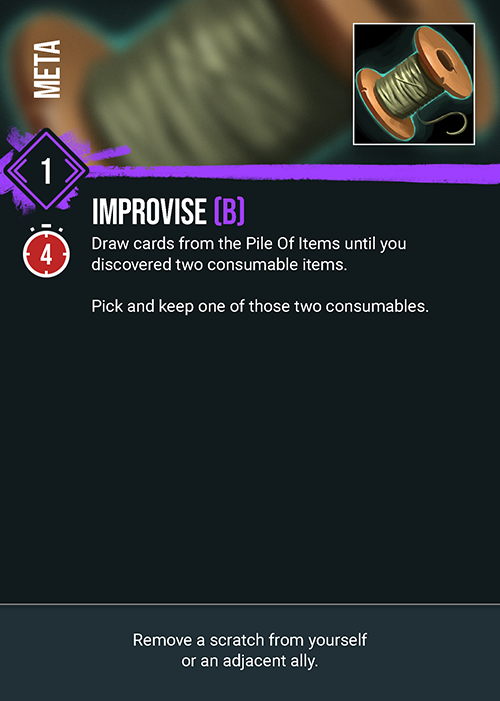 META
1
IMPROVISE (B)
4
Draw cards from the Pile Of Items until you
discovered two consumable items.
Pick and keep one of those two consumables.
Remove a scratch from yourself
or an adjacent ally.